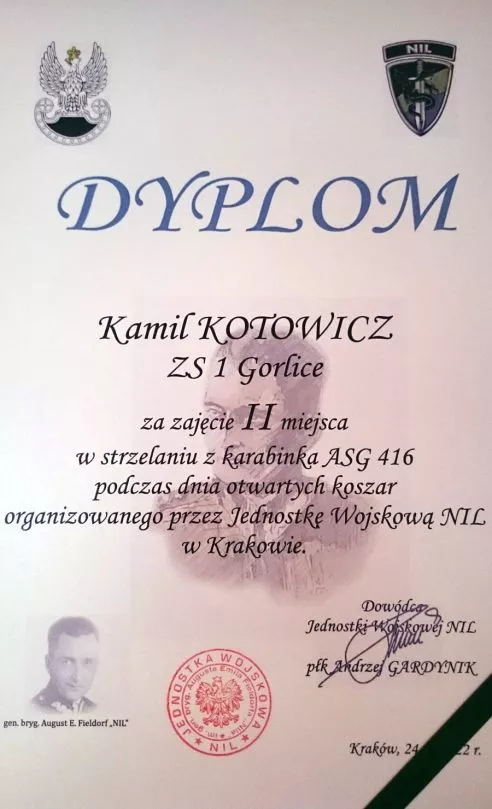 NIL
DYPLOM
Kamil KOTOWICZ
ZS 1 Gorlice
za zajęcie II miejsca
w strzelaniu z karabinka ASG 416
podczas dnia otwartych koszar
organizowanego przez Jednostkę Wojskową NIL
w Krakowie.
Dowódca
Jednostki Wojskowej NIL
płk Andrzej GARDYNIK
gen. bryg. August E. Fieldorf „NIL"
JEDNOSTKA WOJSKOWA
im. gen. bryg. Augusta Emila Fieldorfa
NIL
Kraków, 24
22 r.